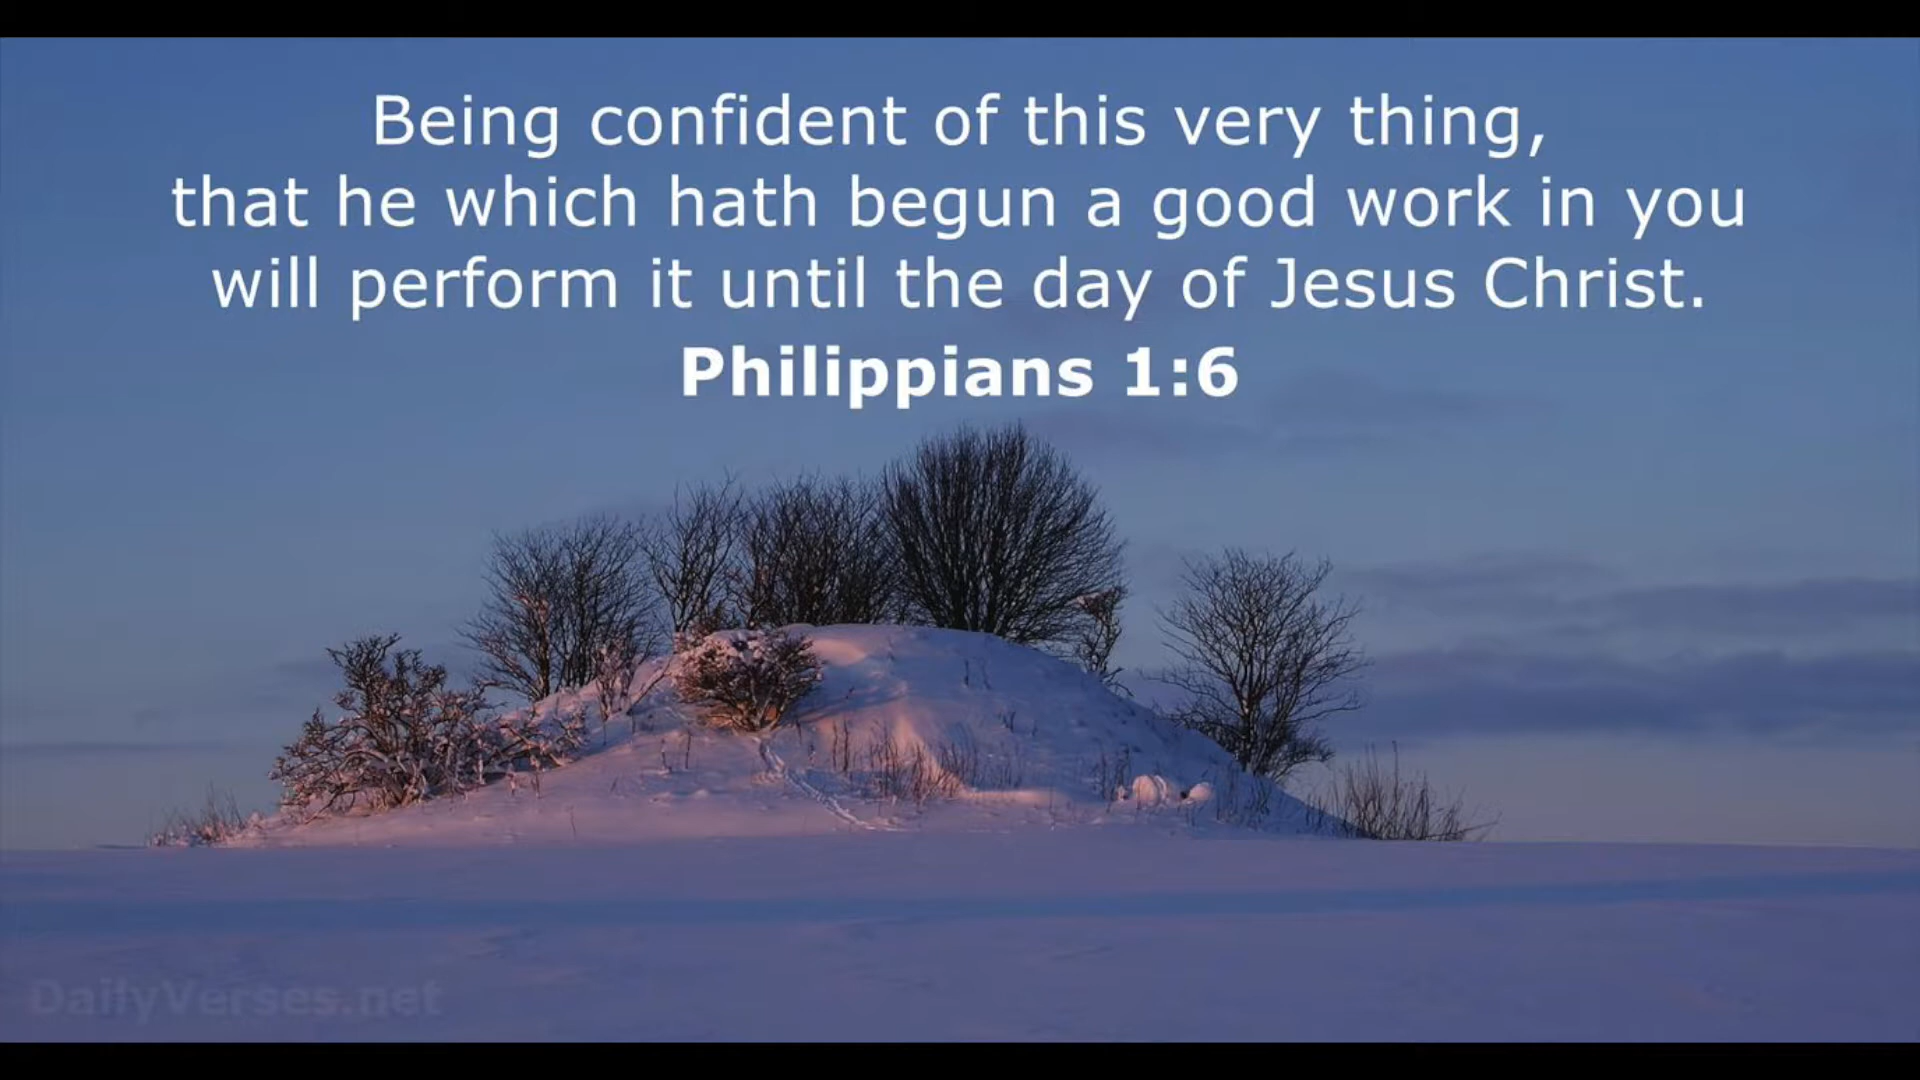 Being confident of this very thing,
that he which hath begun a good work in you
will perform it until the day of Jesus Christ.
Philippians 1:6
DailyVerses.net